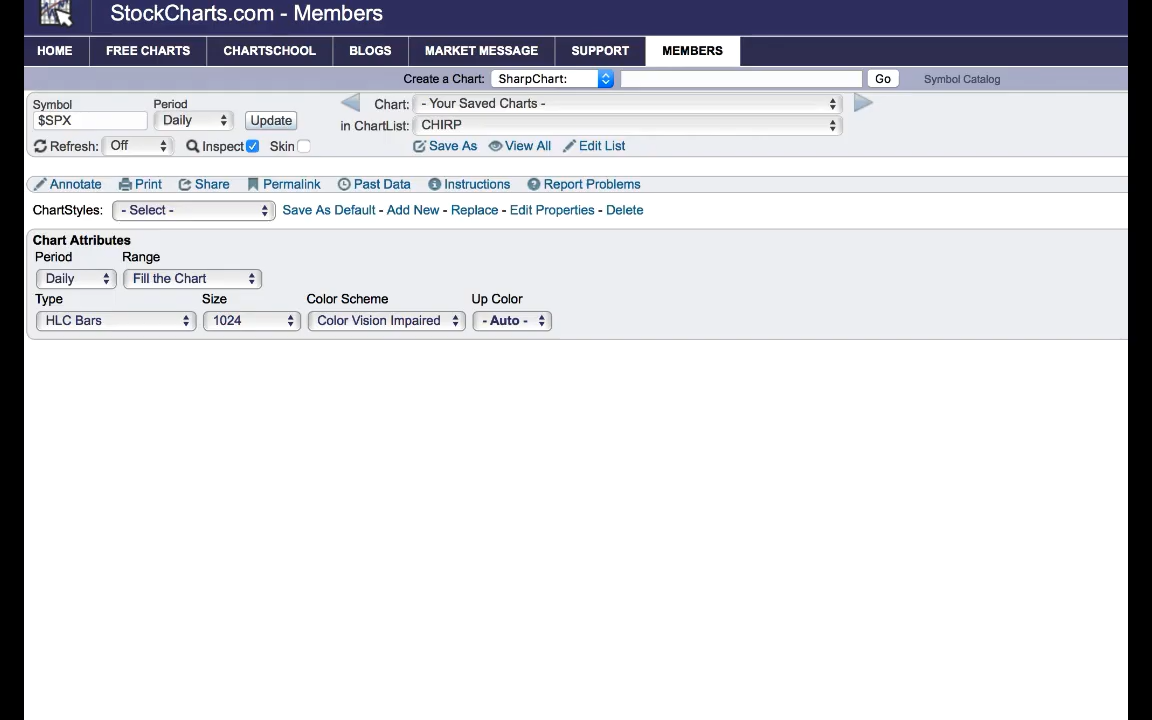 StockCharts.com - Members
HOME FREE CHARTS CHARTSCHOOL BLOGS MARKET MESSAGE SUPPORT MEMBERS
Create a Chart: SharpChart: Go Symbol Catalog
Symbol Period Chart: - Your Saved Charts -
$SPX Daily Update in ChartList: CHIRP
Refresh: Off Inspect Skin Save As View All Edit List
Annotate Print Share Permalink Past Data Instructions Report Problems
ChartStyles: - Select - Save As Default - Add New - Replace - Edit Properties - Delete
Chart Attributes
Period Range
Daily Fill the Chart
Type Size Color Scheme Up Color
HLC Bars 1024 Color Vision Impaired - Auto -